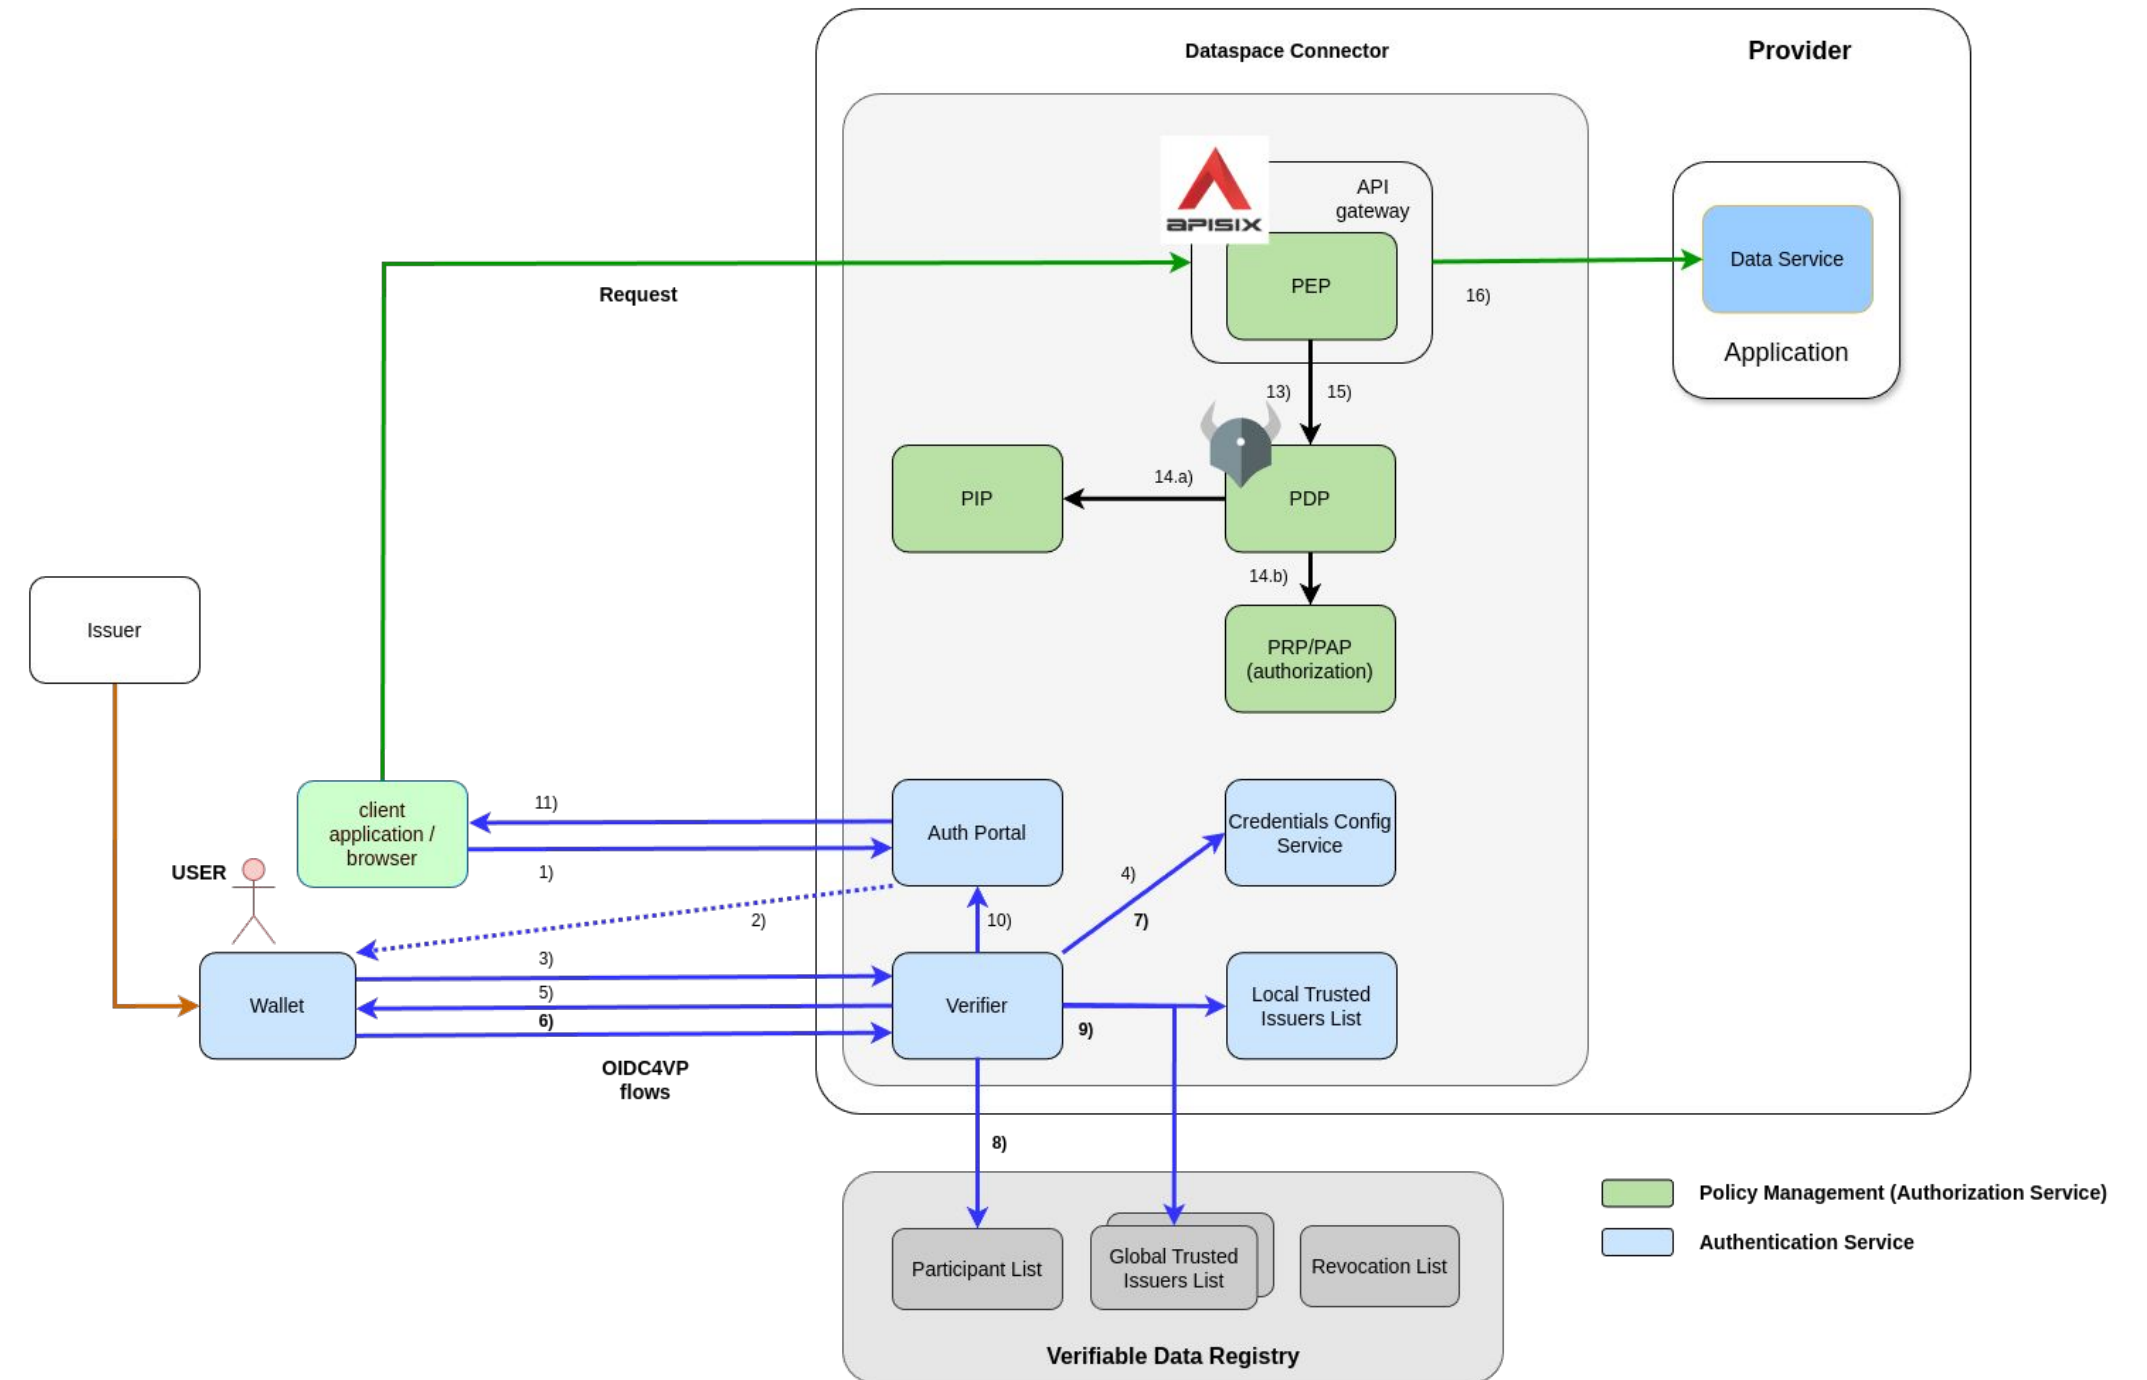 Dataspace Connector
Provider
APISIX
API
gateway
PEP
Data Service
Application
Request
16)
13)
15)
14.a)
PIP
PDP
14.b)
PRP/PAP
(authorization)
Issuer
client
application /
browser
11)
1)
Auth Portal
Credentials Config
Service
USER
2)
10)
4)
7)
Wallet
3)
5)
6)
Verifier
9)
Local Trusted
Issuers List
OIDC4VP
flows
8)
Participant List
Global Trusted
Issuers List
Revocation List
Verifiable Data Registry
Policy Management (Authorization Service)
Authentication Service